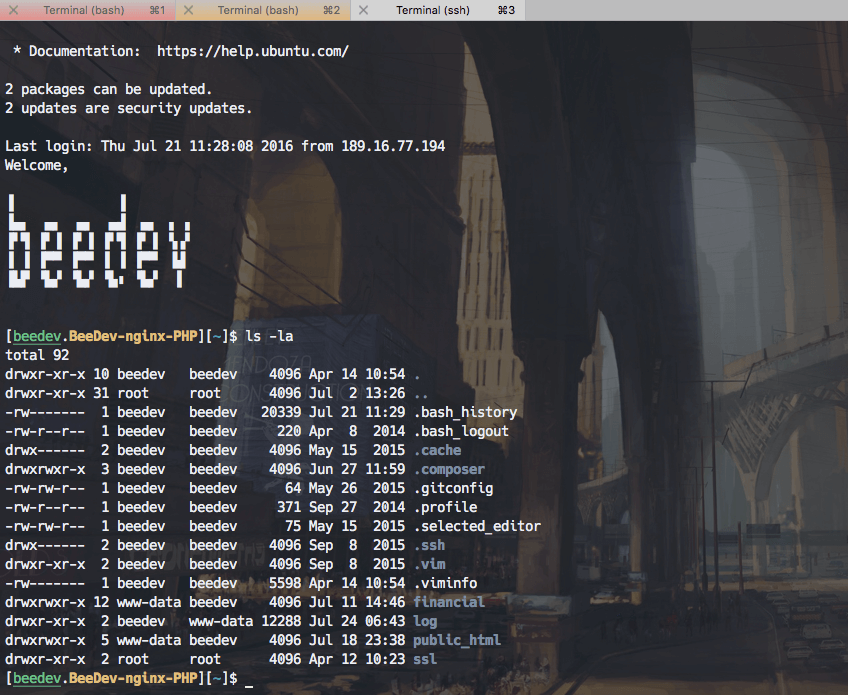 Terminal (bash) ⌘1 Terminal (bash) ⌘2 Terminal (ssh) ⌘3
* Documentation:  https://help.ubuntu.com/
2 packages can be updated.
2 updates are security updates.
Last login: Thu Jul 21 11:28:08 2016 from 189.16.77.194
Welcome,
beedev
[beedev.BeeDev-nginx-PHP][~]$ ls -la
total 92
drwxr-xr-x 10 beedev   beedev    4096 Apr 14 10:54 .
drwxr-xr-x 31 root     root      4096 Jul  2 13:26 ..
-rw-------  1 beedev   beedev   20339 Jul 21 11:29 .bash_history
-rw-r--r--  1 beedev   beedev     220 Apr  8  2014 .bash_logout
drwx------  2 beedev   beedev    4096 May 15  2015 .cache
drwxrwxr-x  3 beedev   beedev    4096 Jun 27 11:59 .composer
-rw-rw-r--  1 beedev   beedev      64 May 26  2015 .gitconfig
-rw-r--r--  1 beedev   beedev     371 Sep 27  2014 .profile
-rw-rw-r--  1 beedev   beedev      75 May 15  2015 .selected_editor
drwx------  2 beedev   beedev    4096 Sep  8  2015 .ssh
drwxr-xr-x  2 beedev   beedev    4096 Sep  8  2015 .vim
-rw-------  1 beedev   beedev    5598 Apr 14 10:54 .viminfo
drwxrwxr-x 12 www-data beedev    4096 Jul 11 14:46 financial
drwxr-xr-x  2 beedev   www-data 12288 Jul 24 06:43 log
drwxrwxr-x  5 www-data beedev    4096 Jul 18 23:38 public_html
drwxr-xr-x  2 root     root      4096 Apr 12 10:23 ssl
[beedev.BeeDev-nginx-PHP][~]$ _